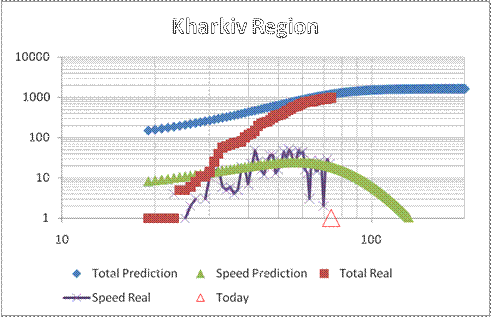 Kharkiv Region
10000
1000
100
10
1
10 100
Total Prediction Speed Prediction Total Real
Speed Real Today